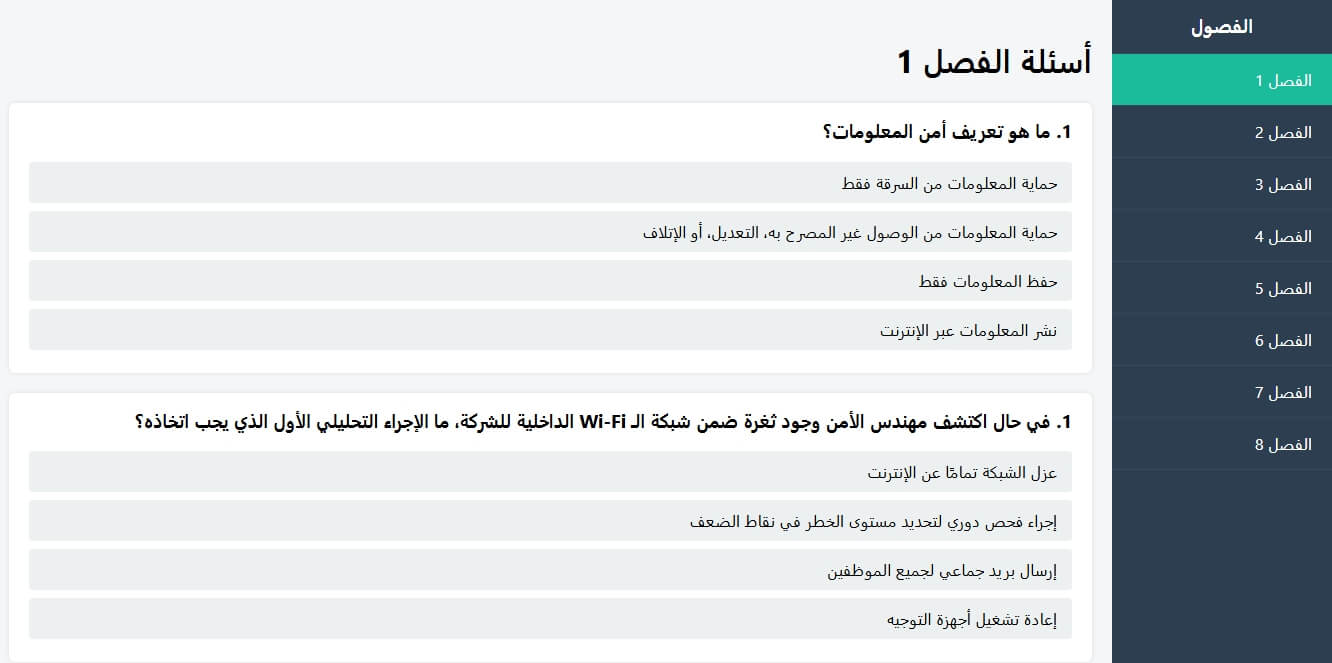 الفصول
الفصل 1
الفصل 2
الفصل 3
الفصل 4
الفصل 5
الفصل 6
الفصل 7
الفصل 8
أسئلة الفصل 1
1. ما هو تعريف أمن المعلومات؟
حماية المعلومات من السرقة فقط
حماية المعلومات من الوصول غير المصرح به، التعديل، أو الإتلاف
حفظ المعلومات فقط
نشر المعلومات عبر الإنترنت
1. في حال اكتشف مهندس الأمن وجود ثغرة ضمن شبكة الـ Wi-Fi الداخلية للشركة، ما الإجراء التحليلي الأول الذي يجب اتخاذه؟
عزل الشبكة تمامًا عن الإنترنت
إجراء فحص دوري لتحديد مستوى الخطر في نقاط الضعف
إرسال بريد جماعي لجميع الموظفين
إعادة تشغيل أجهزة التوجيه